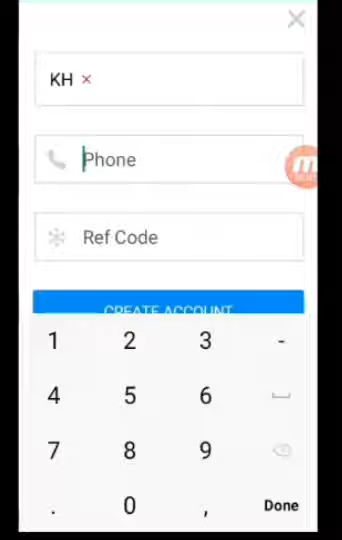 KH ×
Phone
Ref Code
CREATE ACCOUNT
1 2 3 -
4 5 6
7 8 9
. 0 , Done